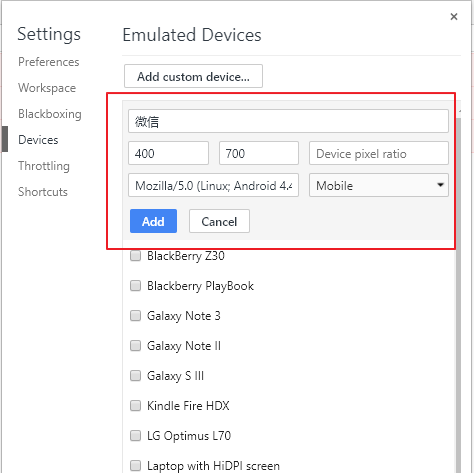 Settings
Emulated Devices
Preferences
Add custom device...
Workspace
Blackboxing
微信
Devices
400 700 Device pixel ratio
Throttling
Mozilla/5.0 (Linux; Android 4.4 Mobile
Shortcuts
Add Cancel
BlackBerry Z30
Blackberry PlayBook
Galaxy Note 3
Galaxy Note II
Galaxy S III
Kindle Fire HDX
LG Optimus L70
Laptop with HiDPI screen